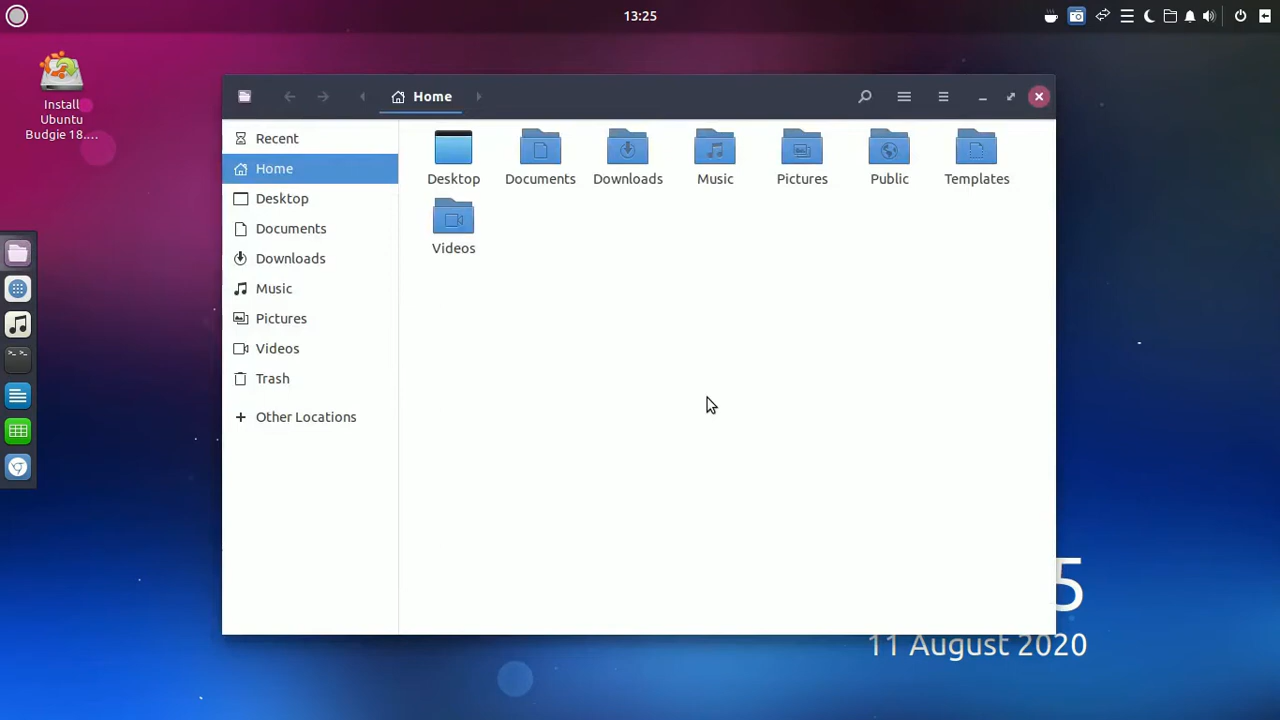 13:25
Install
Ubuntu
Budgie 18....
Home
Recent
Home
Desktop
Documents
Downloads
Music
Pictures
Videos
Trash
Other Locations
Desktop
Documents
Downloads
Music
Pictures
Public
Templates
Videos
5
11 August 2020